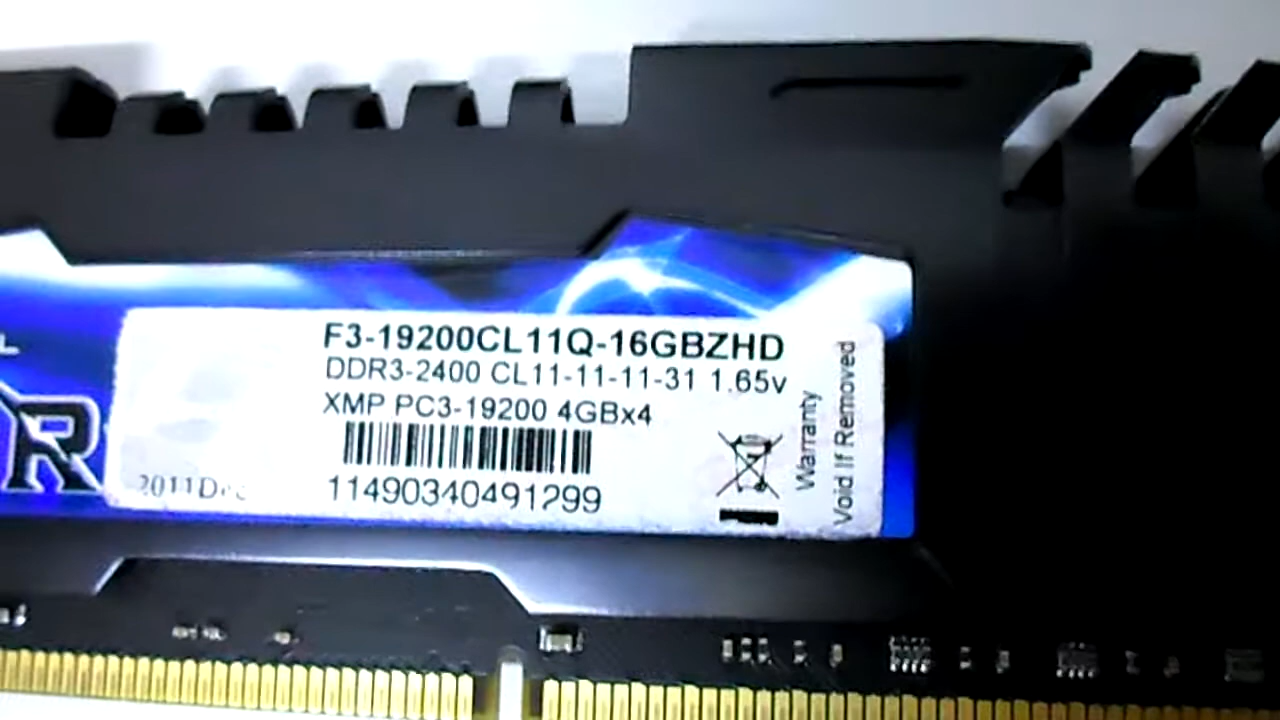 F3-19200CL11Q-16GBZHD
DDR3-2400 CL11-11-11-31 1.65v
XMP PC3-19200 4GBx4
11490340491299
2011Dec
Warranty
Void If Removed
R